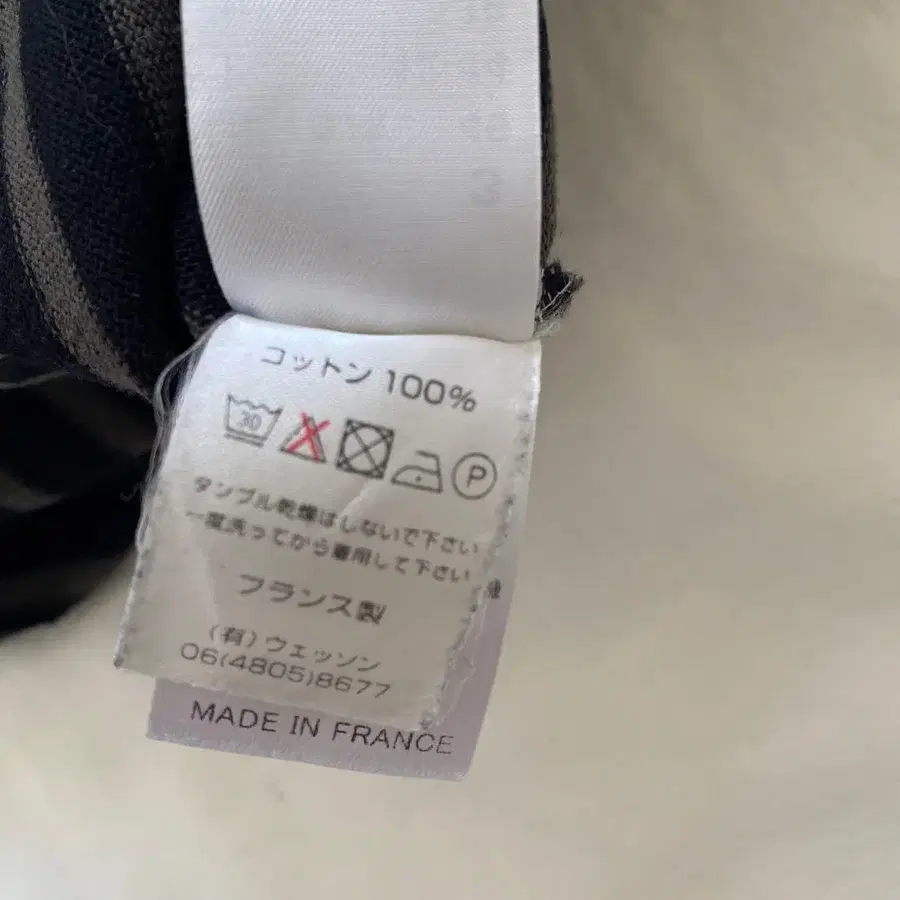 コットン 100%
30
P
タンブル乾燥はしないで下さい
一度洗ってから着用して下さい
フランス製
(有)ウェッソン
06(4805)8677
MADE IN FRANCE